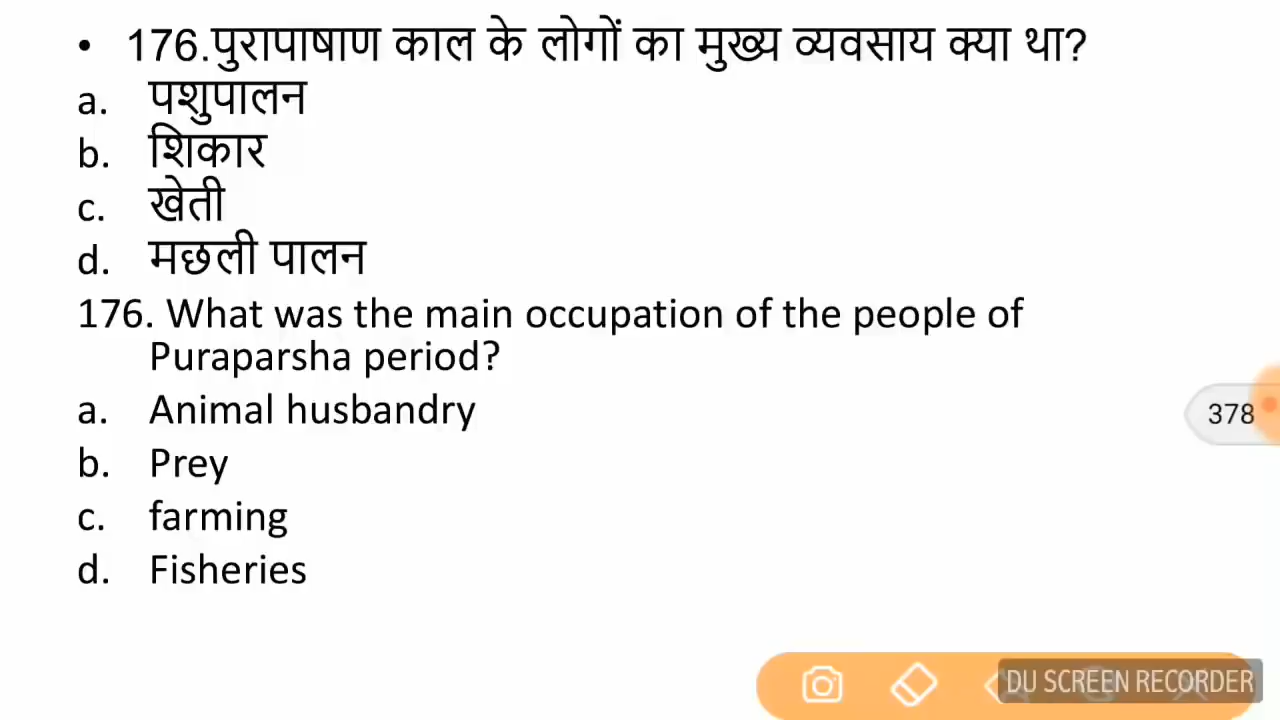 • 176.पुरापाषाण काल के लोगों का मुख्य व्यवसाय क्या था?
a. पशुपालन
b. शिकार
c. खेती
d. मछली पालन
176. What was the main occupation of the people of
Puraparsha period?
a. Animal husbandry
b. Prey
c. farming
d. Fisheries
378
DU SCREEN RECORDER